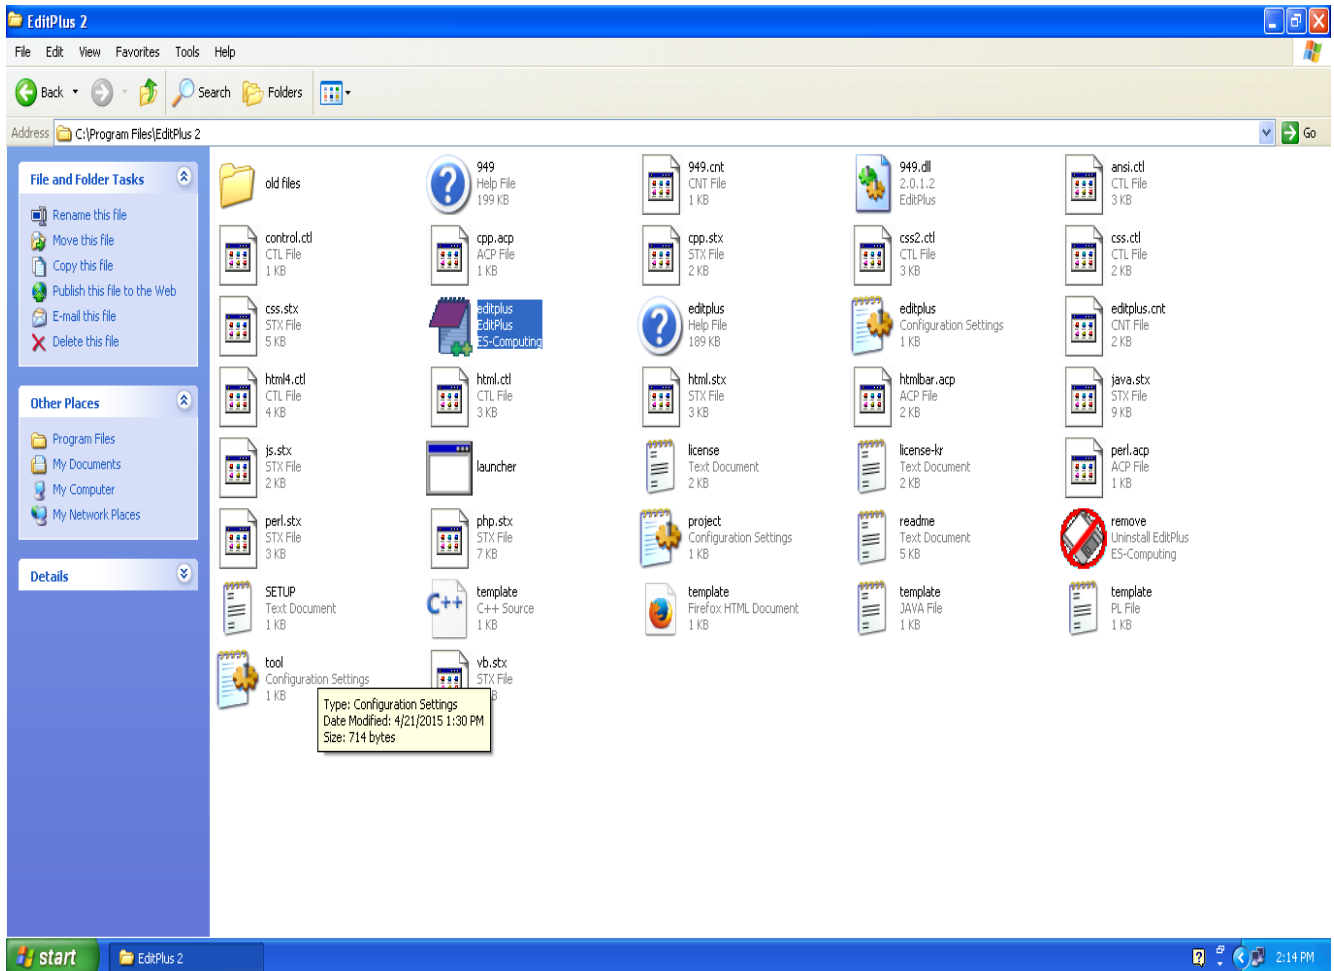 EditPlus 2
File Edit View Favorites Tools Help
Back Search Folders
Address C:\Program Files\EditPlus 2 Go
File and Folder Tasks
Rename this file
Move this file
Copy this file
Publish this file to the Web
E-mail this file
Delete this file
Other Places
Program Files
My Documents
My Computer
My Network Places
Details
old files
949
Help File
199 KB
949.cnt
CNT File
1 KB
949.dll
2.0.1.2
EditPlus
ansi.ctl
CTL File
3 KB
control.ctl
CTL File
1 KB
cpp.acp
ACP File
1 KB
cpp.stx
STX File
2 KB
css2.ctl
CTL File
3 KB
css.ctl
CTL File
2 KB
css.stx
STX File
5 KB
editplus
EditPlus
ES-Computing
editplus
Help File
189 KB
editplus
Configuration Settings
1 KB
editplus.cnt
CNT File
2 KB
html4.ctl
CTL File
4 KB
html.ctl
CTL File
3 KB
html.stx
STX File
3 KB
htmlbar.acp
ACP File
2 KB
java.stx
STX File
9 KB
js.stx
STX File
2 KB
launcher
license
Text Document
2 KB
license-kr
Text Document
2 KB
perl.acp
ACP File
1 KB
perl.stx
STX File
3 KB
php.stx
STX File
7 KB
project
Configuration Settings
1 KB
readme
Text Document
5 KB
remove
Uninstall EditPlus
ES-Computing
SETUP
Text Document
1 KB
C++
template
C++ Source
1 KB
template
Firefox HTML Document
1 KB
template
JAVA File
1 KB
template
PL File
1 KB
tool
Configuration Settings
1 KB
vb.stx
STX File
Type: Configuration Settings
Date Modified: 4/21/2015 1:30 PM
Size: 714 bytes
start EditPlus 2 2:14 PM